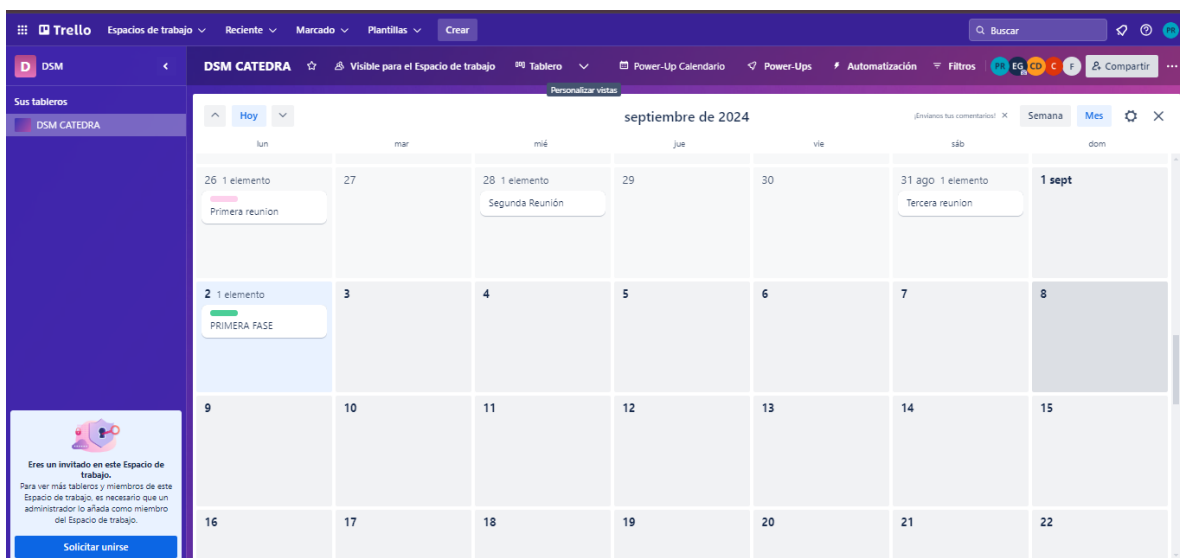 Trello Espacios de trabajo Reciente Marcado Plantillas Crear Buscar PR
D DSM
DSM CATEDRA Visible para el Espacio de trabajo Tablero Power-Up Calendario Power-Ups Automatización Filtros PR EG CD C F Compartir ...
Personalizar vistas
Sus tableros
DSM CATEDRA
Hoy septiembre de 2024 ¡Envíanos tus comentarios! Semana Mes
lun mar mié jue vie sáb dom
26 1 elemento 27 28 1 elemento 29 30 31 ago 1 elemento 1 sept
Primera reunion Segunda Reunión Tercera reunion
2 1 elemento 3 4 5 6 7 8
PRIMERA FASE
9 10 11 12 13 14 15
16 17 18 19 20 21 22
Eres un invitado en este Espacio de
trabajo.
Para ver más tableros y miembros de este
Espacio de trabajo, es necesario que un
administrador lo añada como miembro
del Espacio de trabajo.
Solicitar unirse